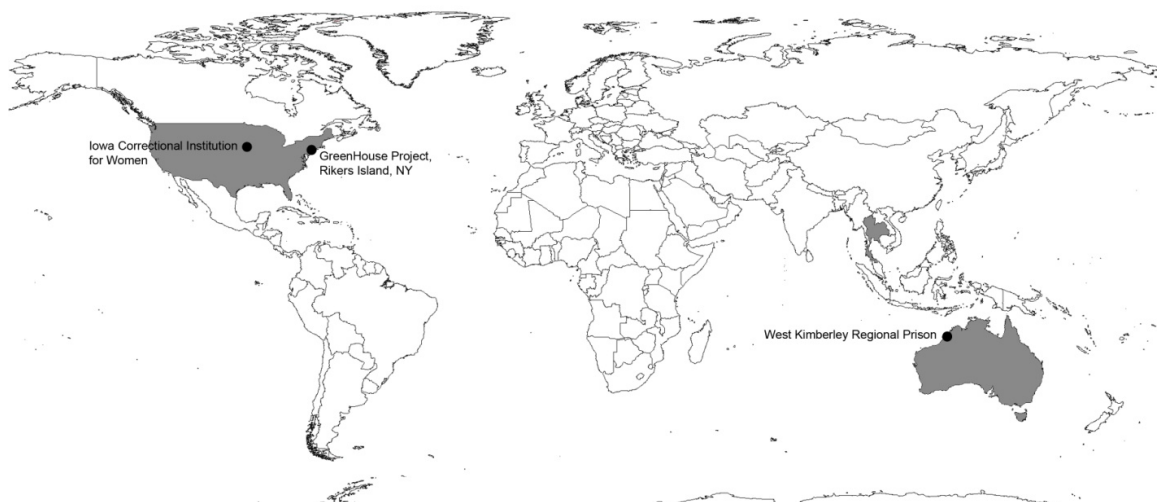 Iowa Correctional Institution
for Women
GreenHouse Project,
Rikers Island, NY
West Kimberley Regional Prison